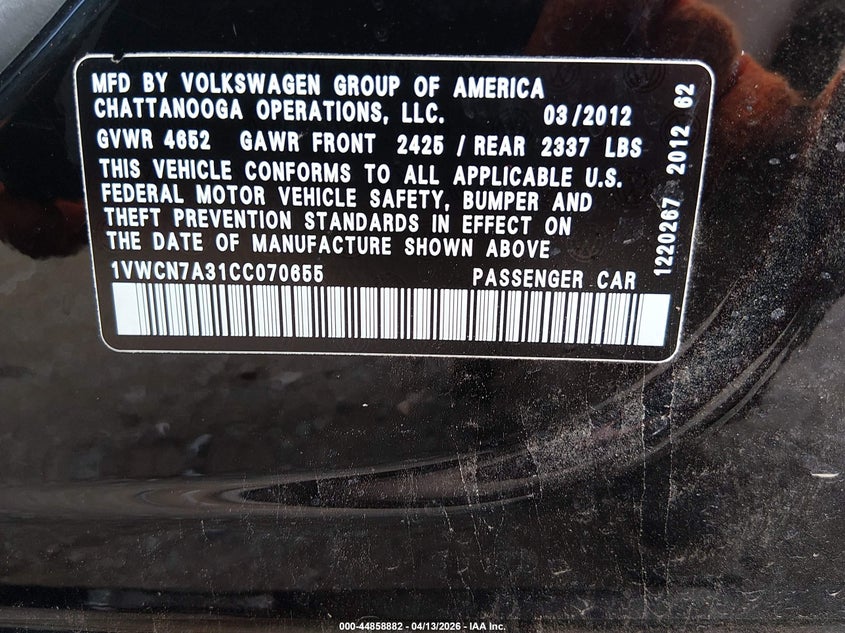 MFD BY VOLKSWAGEN GROUP OF AMERICA
CHATTANOOGA OPERATIONS, LLC. 03/2012
GVWR 4652 GAWR FRONT 2425 / REAR 2337 LBS
THIS VEHICLE CONFORMS TO ALL APPLICABLE U.S.
FEDERAL MOTOR VEHICLE SAFETY, BUMPER AND
THEFT PREVENTION STANDARDS IN EFFECT ON
THE DATE OF MANUFACTURE SHOWN ABOVE
1VWCN7A31CC070655 PASSENGER CAR
1220267 2012 62
000-44858882 - 04/13/2026 - IAA Inc.